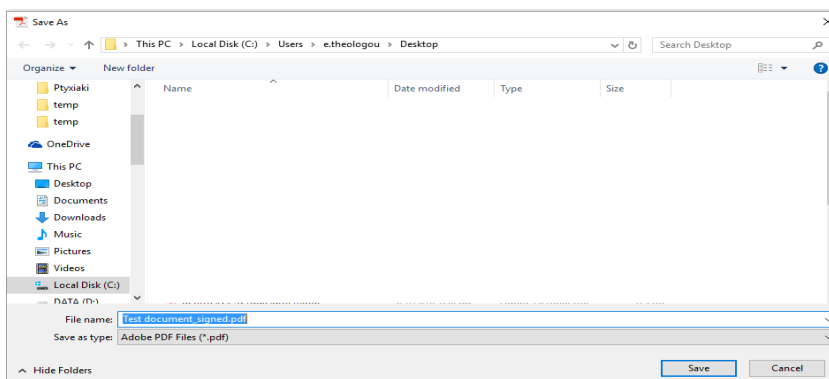 Save As
This PC > Local Disk (C:) > Users > e.theologou > Desktop
Search Desktop
Organize New folder
Name Date modified Type Size
Ptyxiaki
temp
temp
OneDrive
This PC
Desktop
Documents
Downloads
Music
Pictures
Videos
Local Disk (C:)
DATA (D:)
File name: Test document_signed.pdf
Save as type: Adobe PDF Files (*.pdf)
Hide Folders Save Cancel